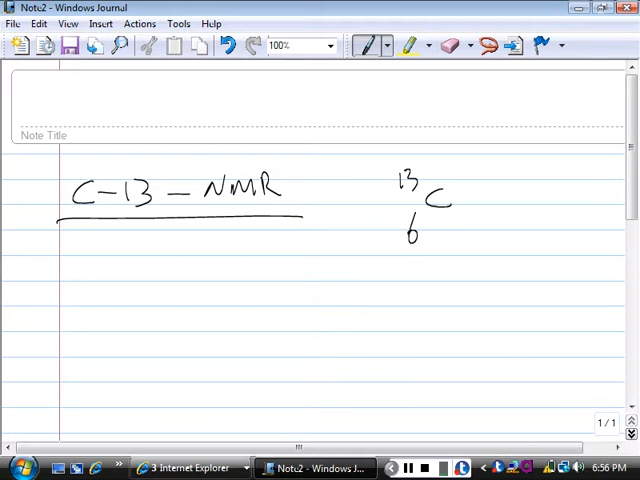 Note2 - Windows Journal
File Edit View Insert Actions Tools Help
100%
Note Title
C-13 - NMR
13
C
6
1 / 1
3 Internet Explorer
Note2 - Windows J...
6:56 PM